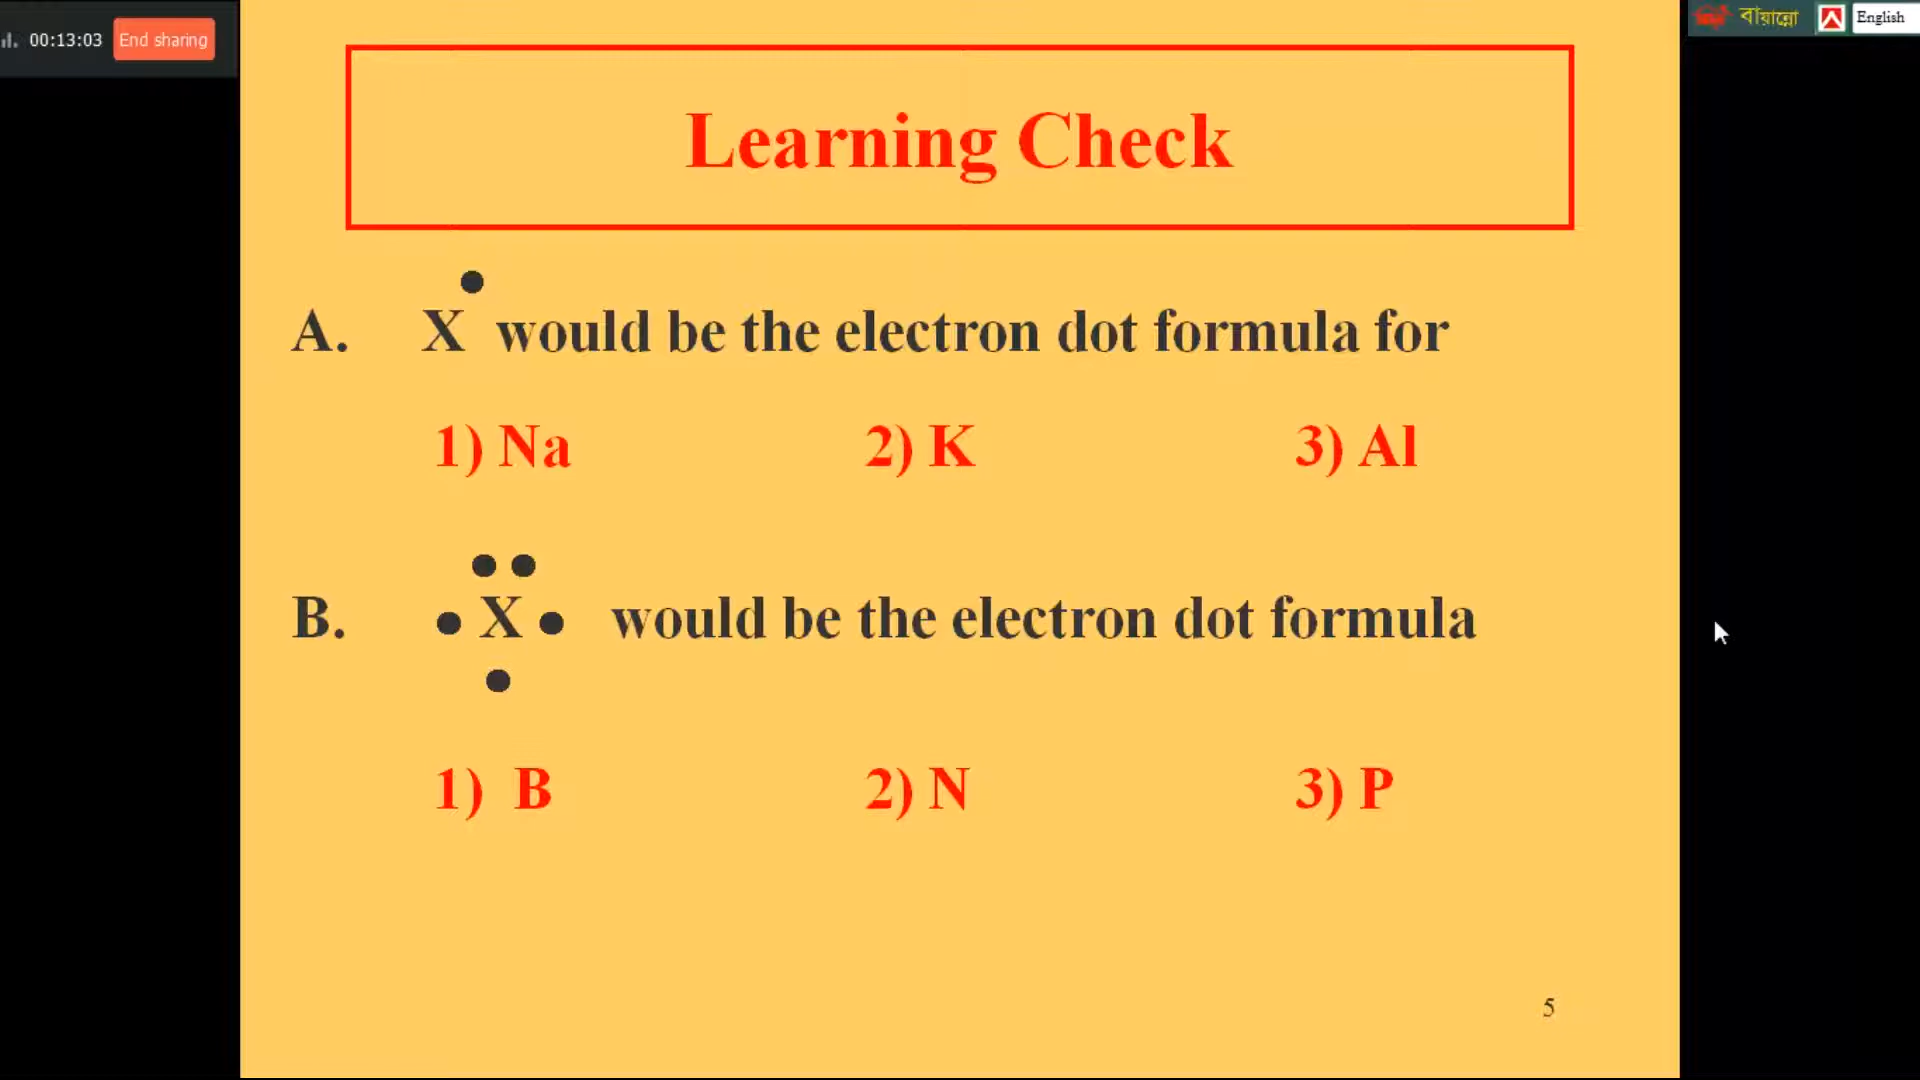 00:13:03 End sharing
বায়ান্নো English
Learning Check
A. X would be the electron dot formula for
1) Na 2) K 3) Al
B. X would be the electron dot formula
1) B 2) N 3) P
5